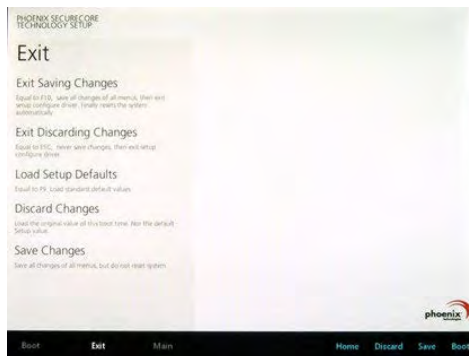 PHOENIX SECURECORE
TECHNOLOGY SETUP
Exit
Exit Saving Changes
Equal to F10, save all changes of all menus, then exit
setup configure driver. Finally resets the system
automatically.
Exit Discarding Changes
Equal to ESC, never save changes, then exit setup
configure driver.
Load Setup Defaults
Equal to F9. Load standard default values.
Discard Changes
Load the original value of this boot time. Not the default
Setup value.
Save Changes
Save all changes of all menus, but do not reset system.
phoenix
technologies
Boot Exit Main Home Discard Save Boot